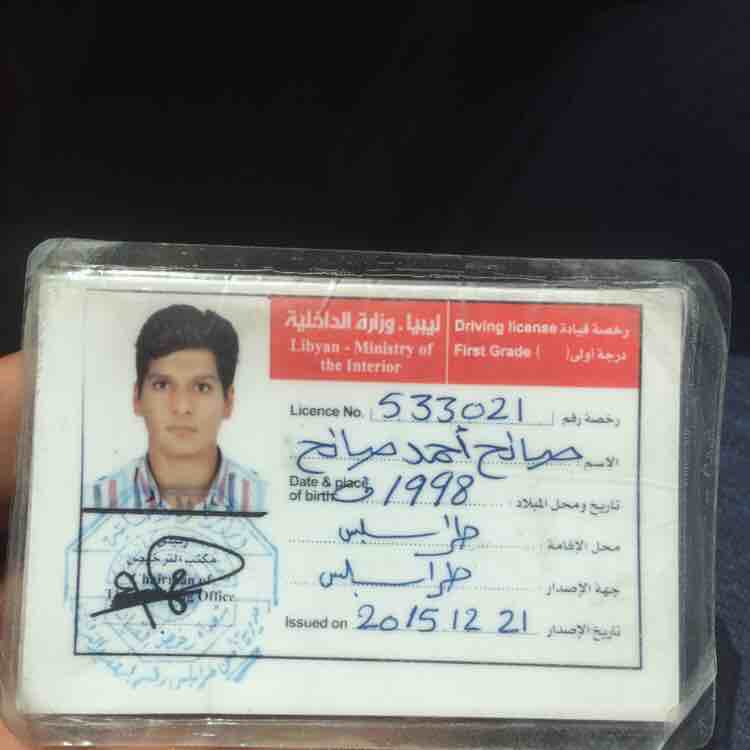 ليبيا . وزارة الداخلية
Libyan - Ministry of
the Interior
رخصة قيادة Driving license
درجة أولى ( ) First Grade
Licence No. 533021 رخصة رقم
الاسم : صالح أحمد صالح
Date & place
of birth 1998 تاريخ ومحل الميلاد :
محل الإقامة : طرابلس
جهة الإصدار : طرابلس
Issued on 2015 12 21 تاريخ الإصدار :
مكتب الترخيص
Chairman of
Office